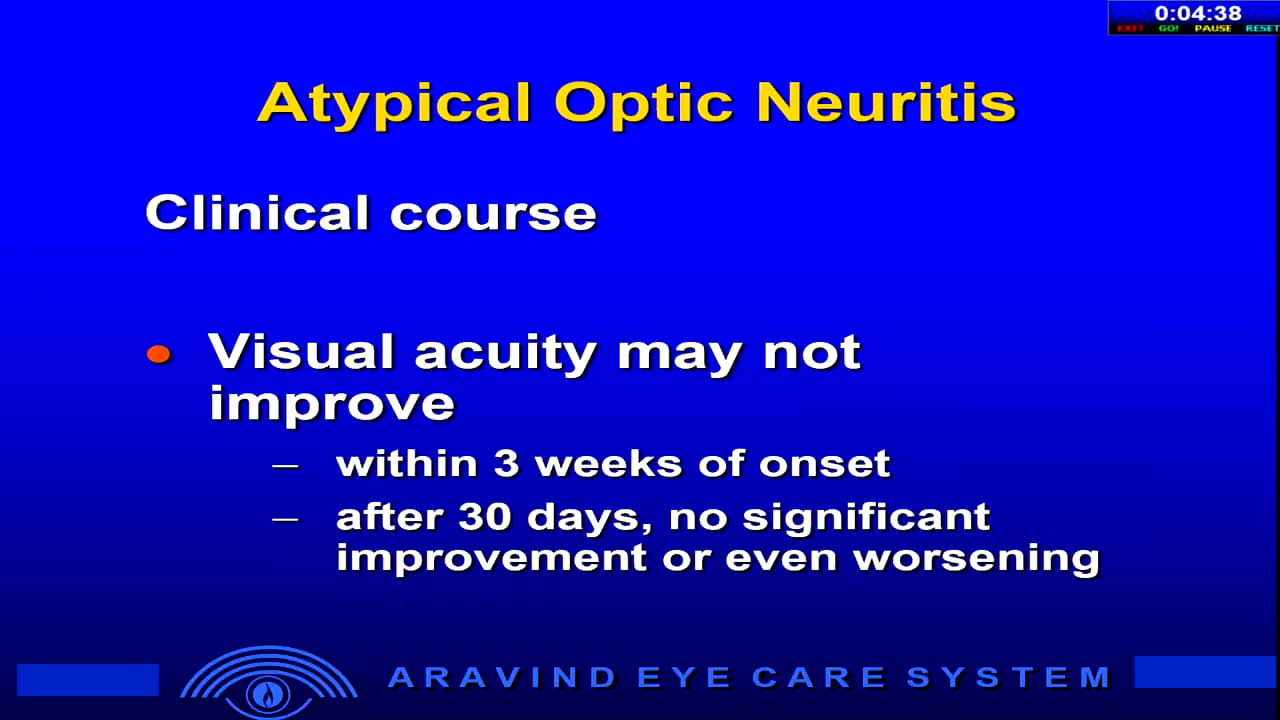 0:04:38
EXIT GO! PAUSE RESET
Atypical Optic Neuritis
Clinical course
Visual acuity may not
improve
– within 3 weeks of onset
– after 30 days, no significant
improvement or even worsening
ARAVIND EYE CARE SYSTEM